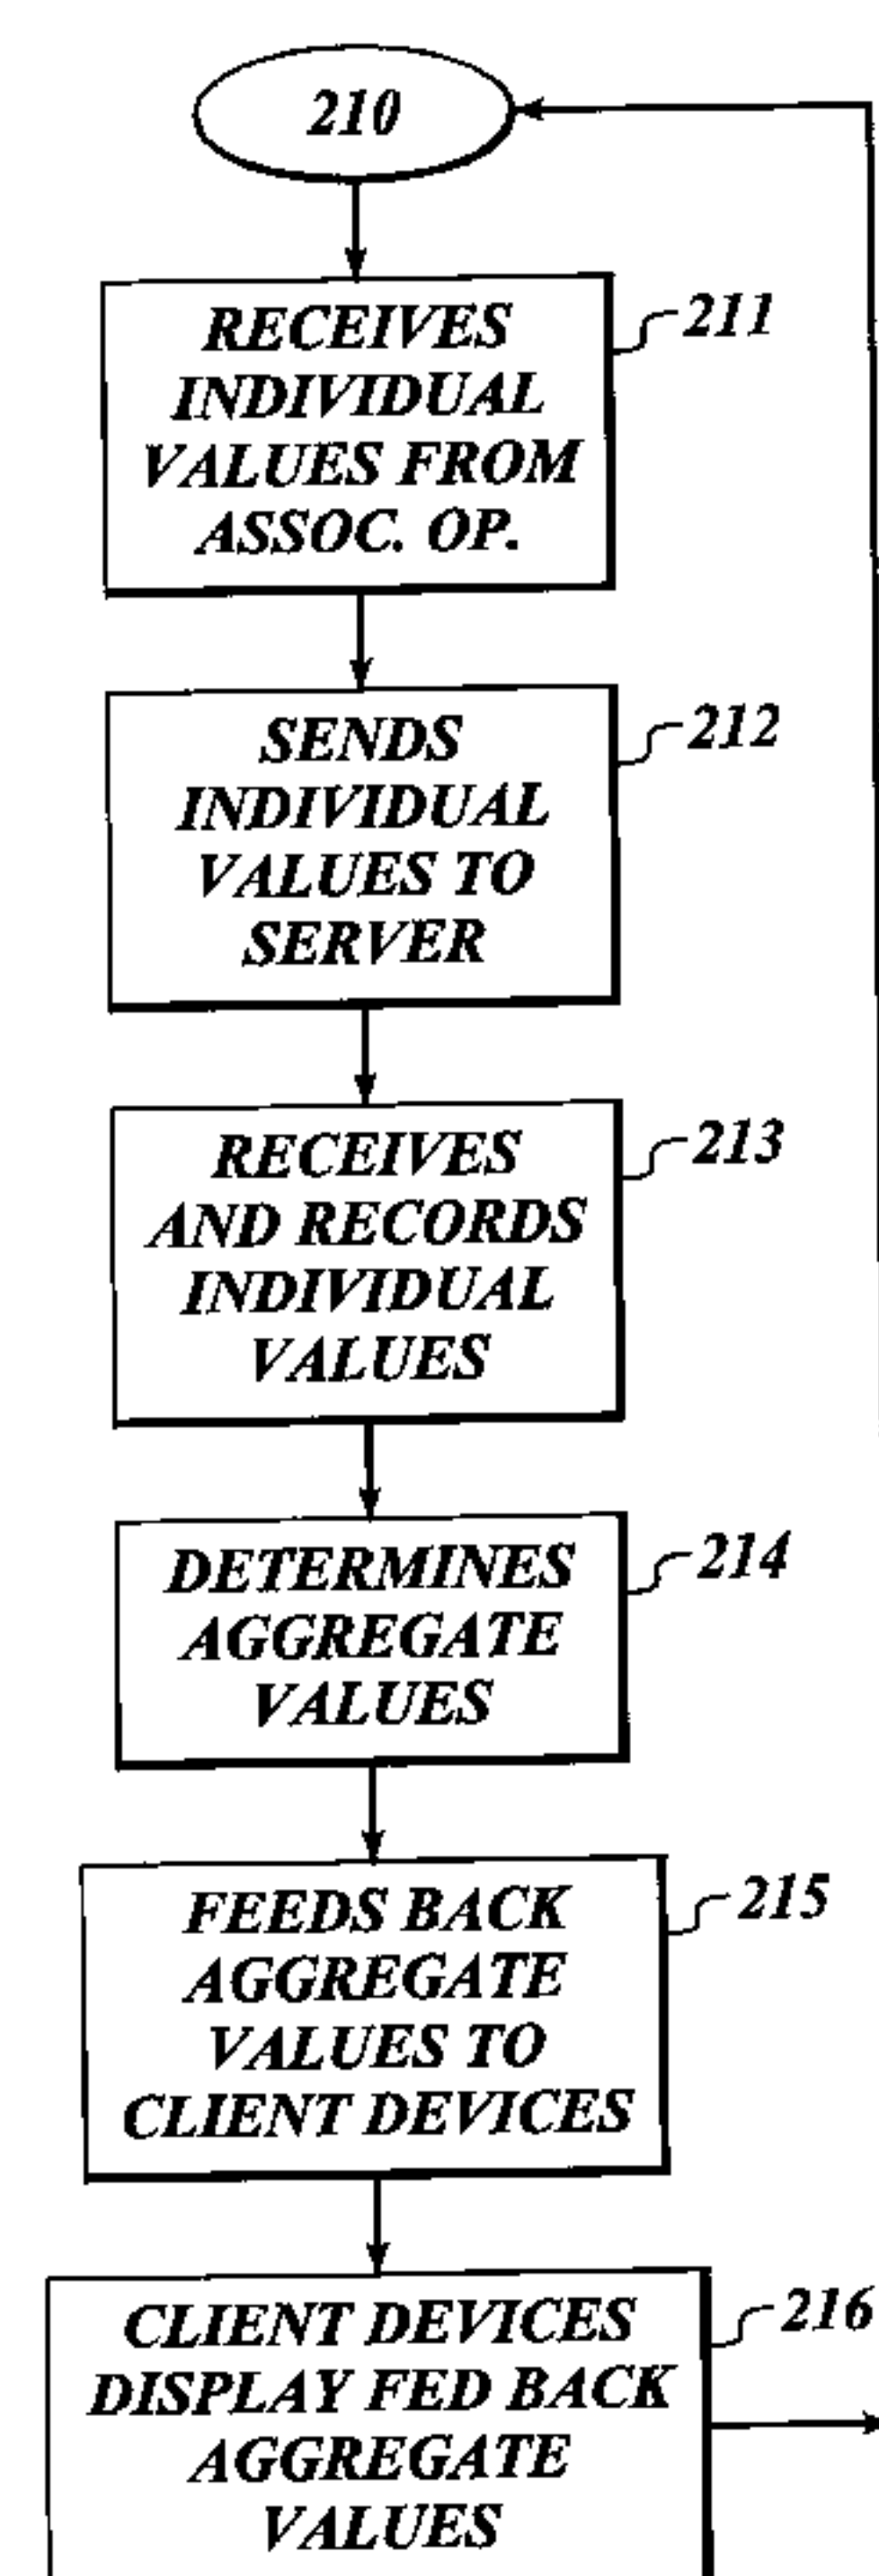 210
RECEIVES
INDIVIDUAL
VALUES FROM
ASSOC. OP.
211
SENDS
INDIVIDUAL
VALUES TO
SERVER
212
RECEIVES
AND RECORDS
INDIVIDUAL
VALUES
213
DETERMINES
AGGREGATE
VALUES
214
FEEDS BACK
AGGREGATE
VALUES TO
CLIENT DEVICES
215
CLIENT DEVICES
DISPLAY FED BACK
AGGREGATE
VALUES
216